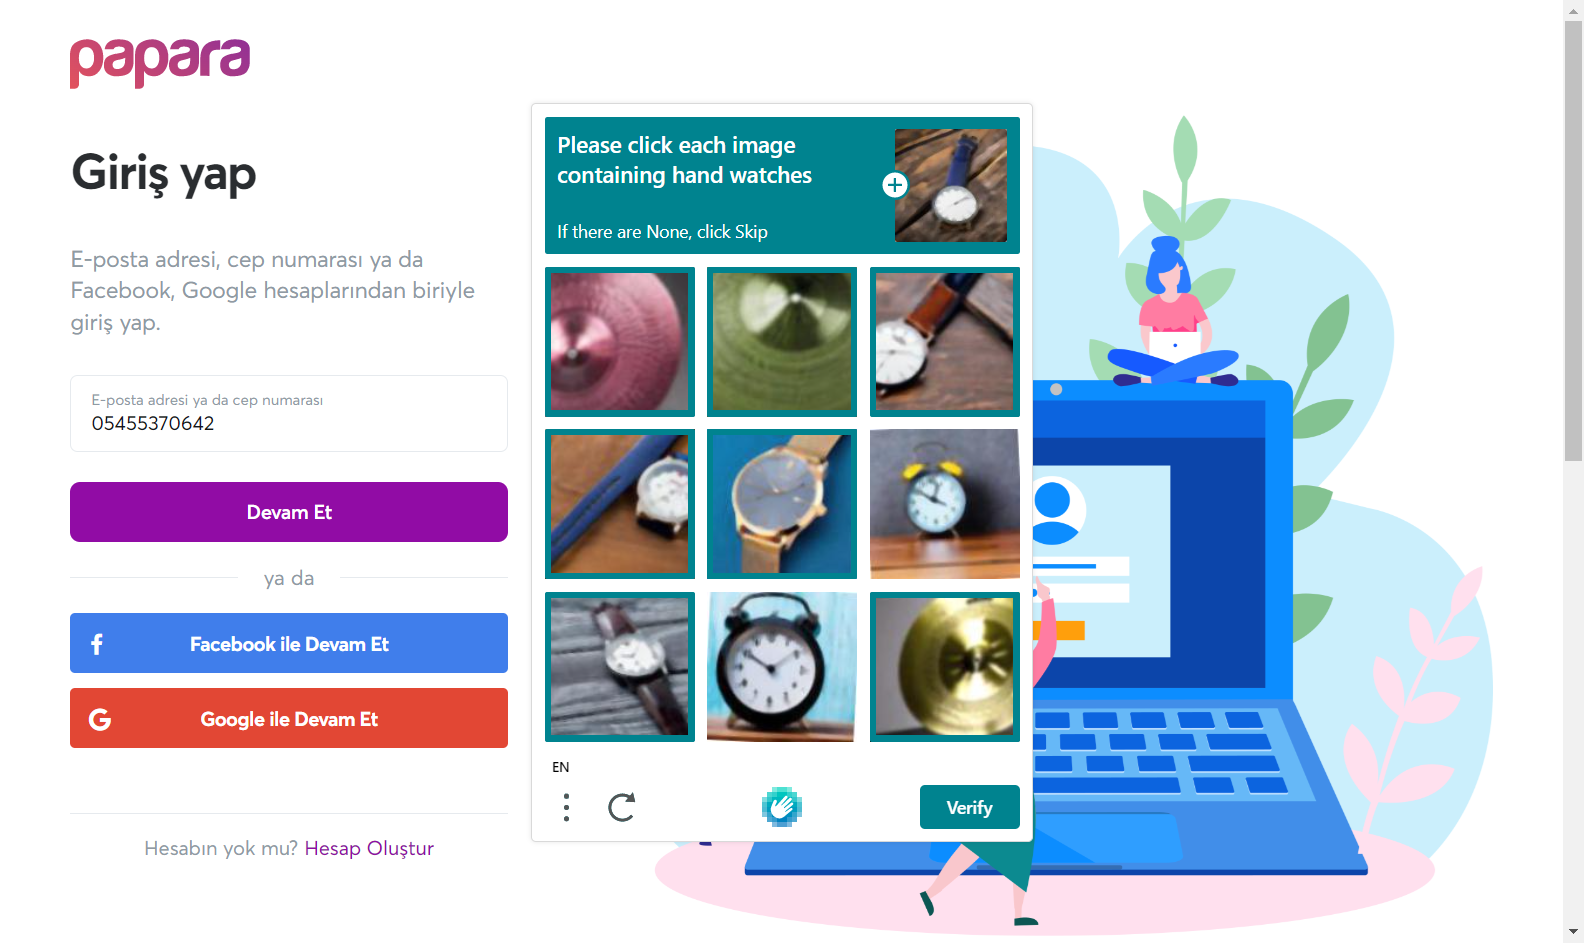 papara
Giriş yap
E-posta adresi, cep numarası ya da
Facebook, Google hesaplarından biriyle
giriş yap.
E-posta adresi ya da cep numarası
05455370642
Devam Et
ya da
f
Facebook ile Devam Et
G
Google ile Devam Et
Hesabın yok mu? Hesap Oluştur
Please click each image
containing hand watches
If there are None, click Skip
EN
Verify